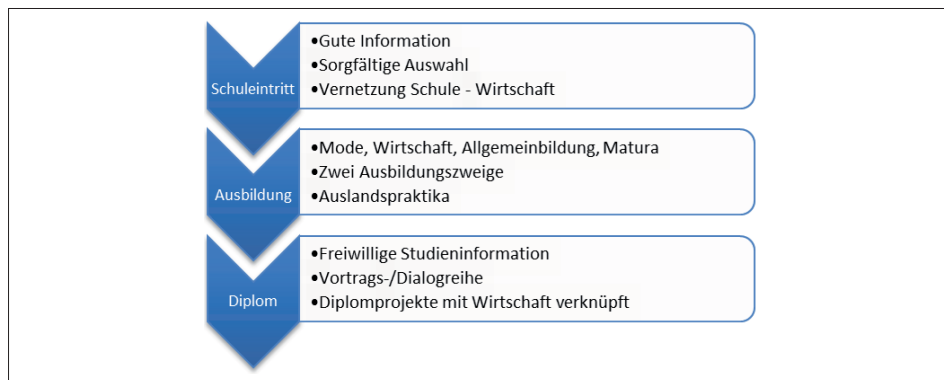 Schuleintritt
•Gute Information
•Sorgfältige Auswahl
•Vernetzung Schule - Wirtschaft
Ausbildung
•Mode, Wirtschaft, Allgemeinbildung, Matura
•Zwei Ausbildungszweige
•Auslandspraktika
Diplom
•Freiwillige Studieninformation
•Vortrags-/Dialogreihe
•Diplomprojekte mit Wirtschaft verknüpft